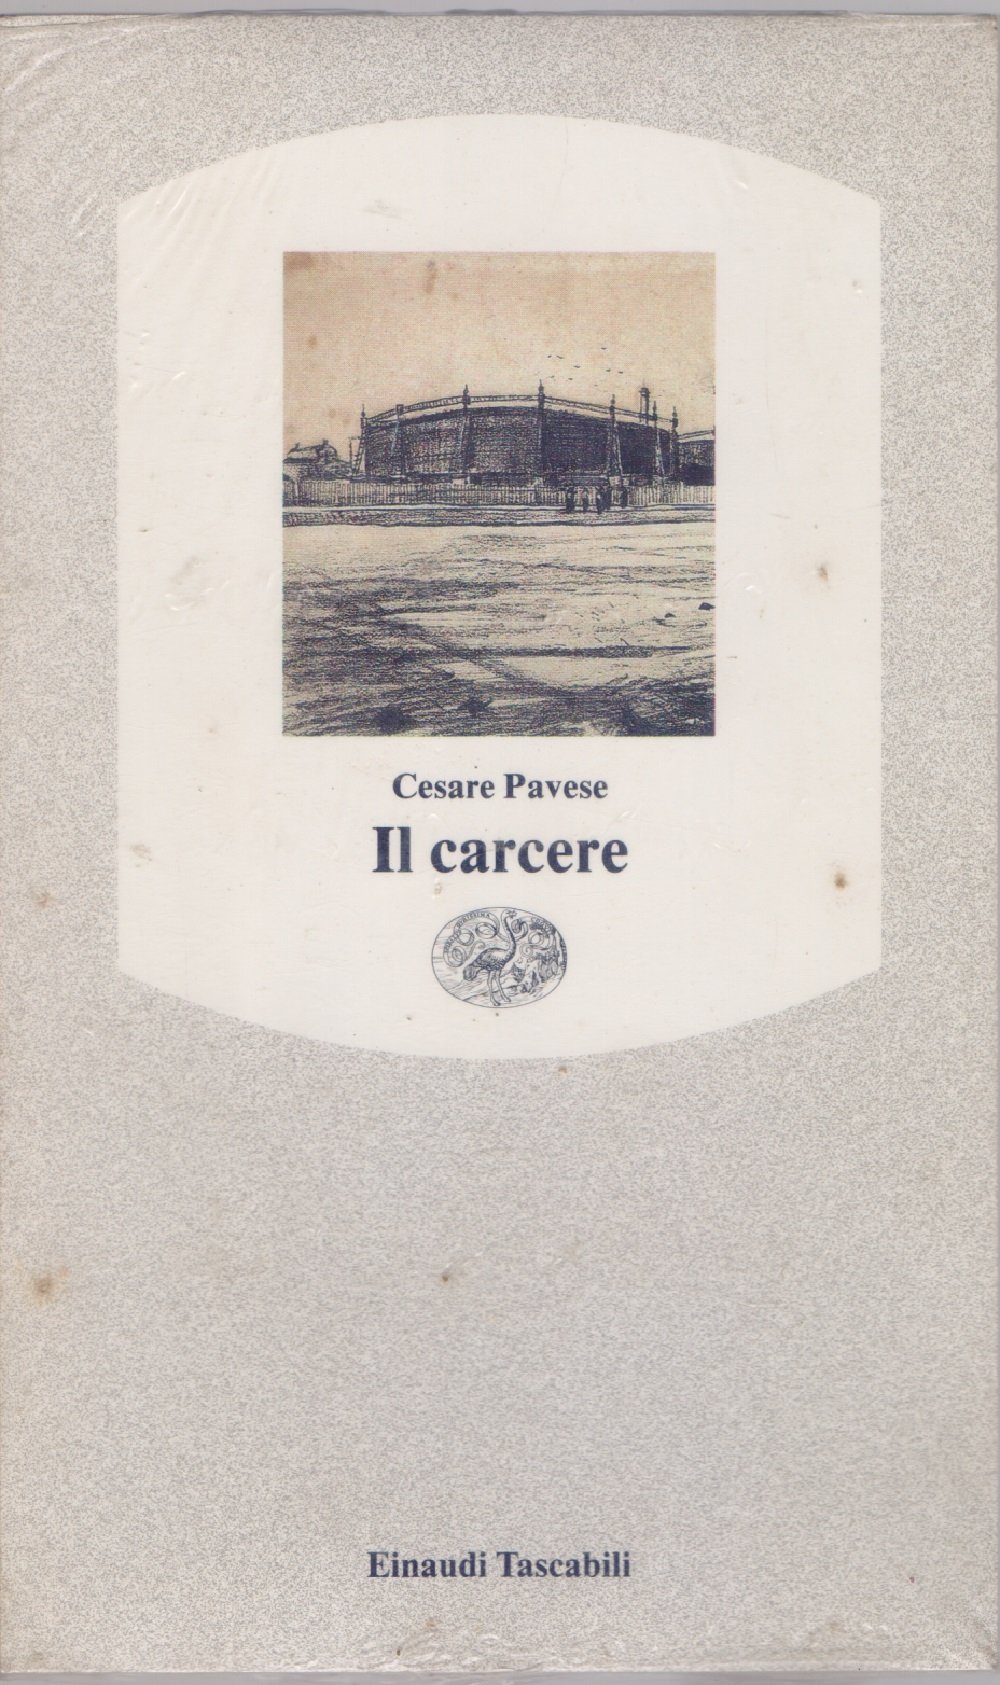 Cesare Pavese
Il carcere
Einaudi Tascabili